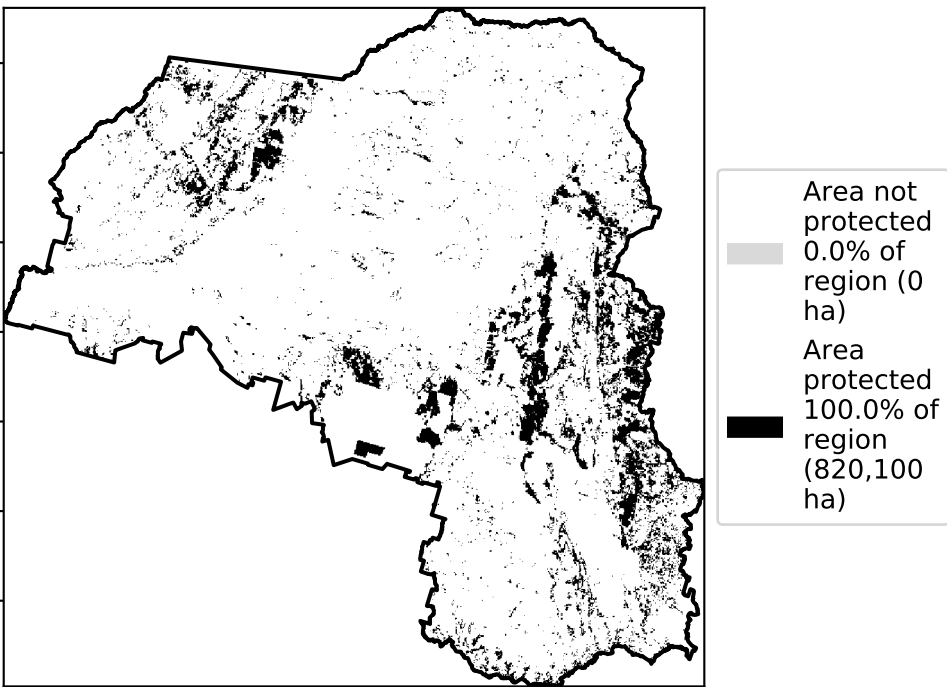 Area not
protected
0.0% of
region (0
ha)
Area
protected
100.0% of
region
(820,100
ha)